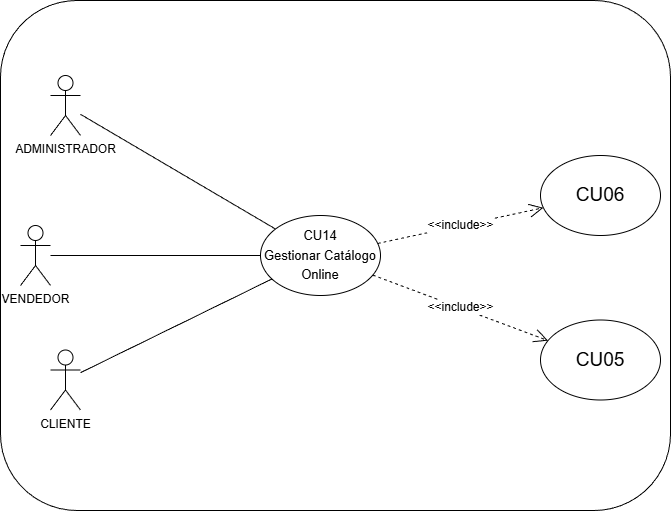 ADMINISTRADOR
VENDEDOR
CLIENTE
CU14
Gestionar Catálogo
Online
<<include>>
<<include>>
CU06
CU05